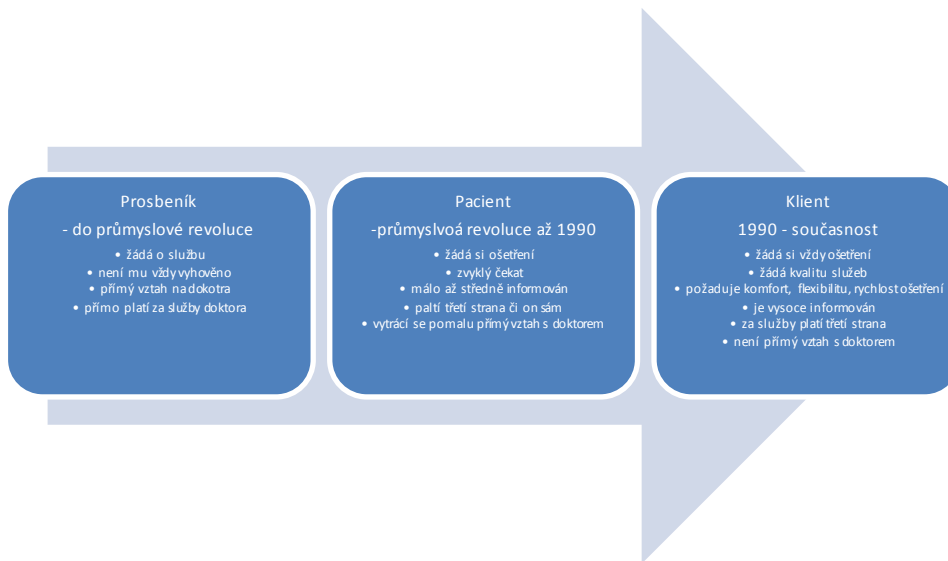 Prosbeník
- do průmyslové revoluce
• žádá o službu
• není mu vždy vyhověno
• přímý vztah na dokotra
• přímo platí za služby doktora
Pacient
-průmyslvoá revoluce až 1990
• žádá si ošetření
• zvyklý čekat
• málo až středně informován
• paltí třetí strana či on sám
• vytrácí se pomalu přímý vztah s doktorem
Klient
1990 - současnost
• žádá si vždy ošetření
• žádá kvalitu služeb
• požaduje komfort, flexibilitu, rychlost ošetření
• je vysoce informován
• za služby platí třetí strana
• není přímý vztah s doktorem